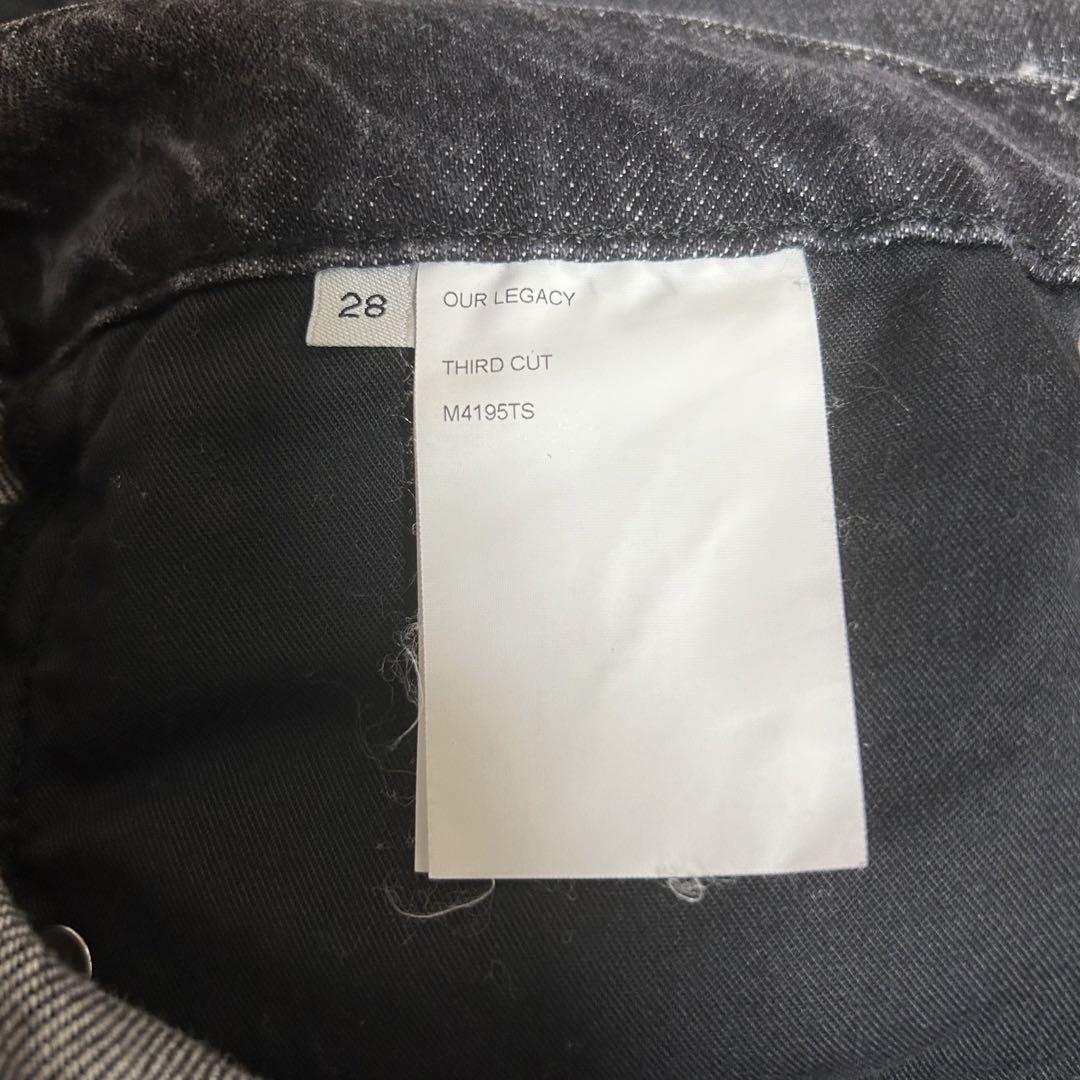 28
OUR LEGACY
THIRD CUT
M4195TS